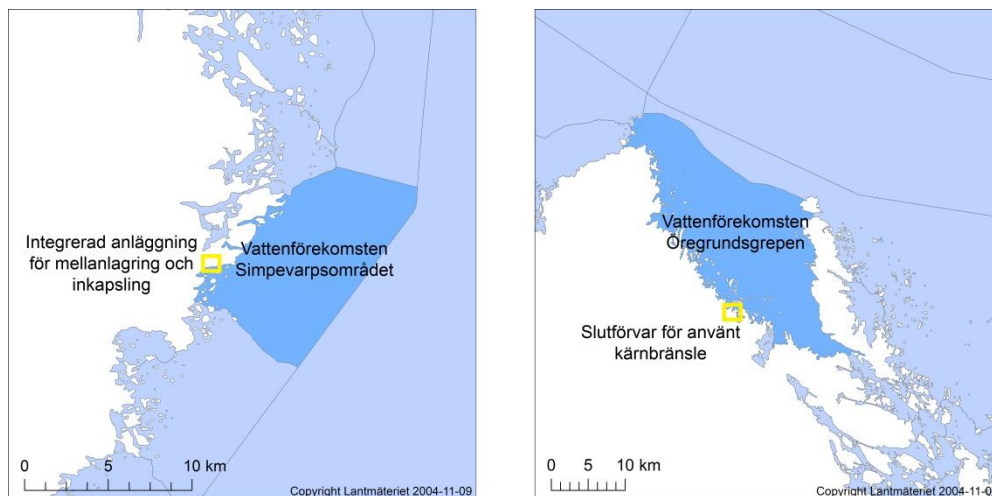 Integrerad anläggning
för mellanlagring och
inkapsling
Vattenförekomsten
Simpevarpsområdet
0 5 10 km
Copyright Lantmäteriet 2004-11-09
Vattenförekomsten
Öregrundsgrepen
Slutförvar för använt
kärnbränsle
0 5 10 km
Copyright Lantmäteriet 2004-11-09